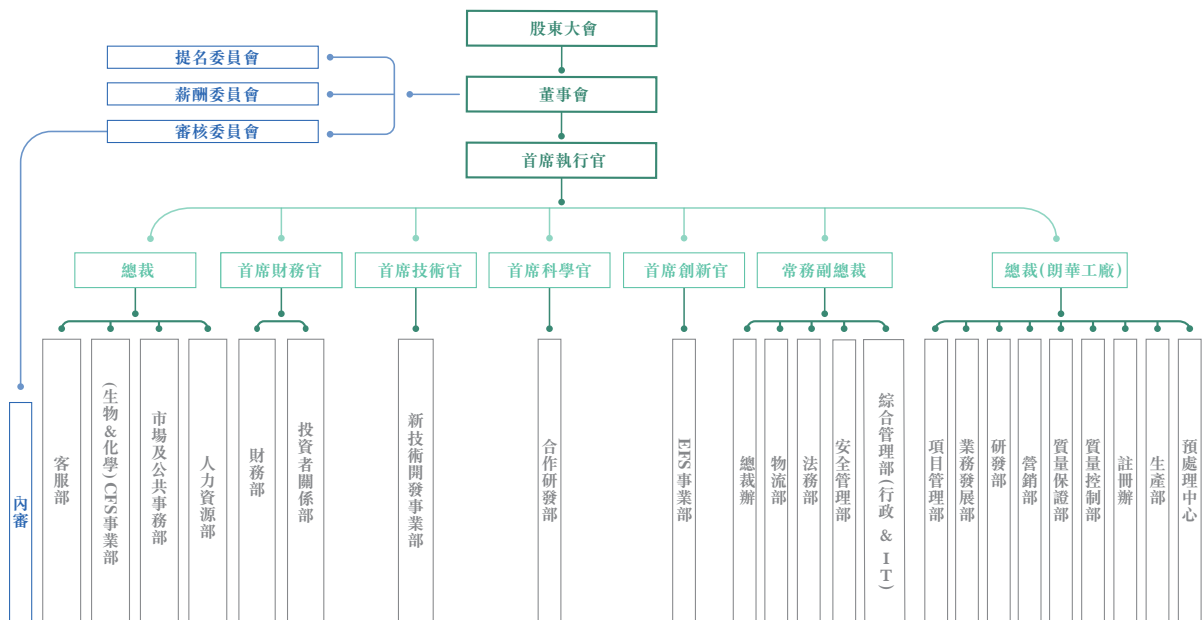 股東大會
提名委員會
薪酬委員會
董事會
審核委員會
首席執行官
總裁
首席財務官
首席技術官
首席科學官
首席創新官
常務副總裁
總裁(朗華工廠)
內審
客服部
(生物&化學)CFS事業部
市場及公共事務部
人力資源部
財務部
投資者關係部
新技術開發事業部
合作研發部
EFS事業部
總裁辦
物流部
法務部
安全管理部
綜合管理部(行政 & IT)
項目管理部
業務發展部
研發部
營銷部
質量保證部
質量控制部
註冊辦
生產部
預處理中心